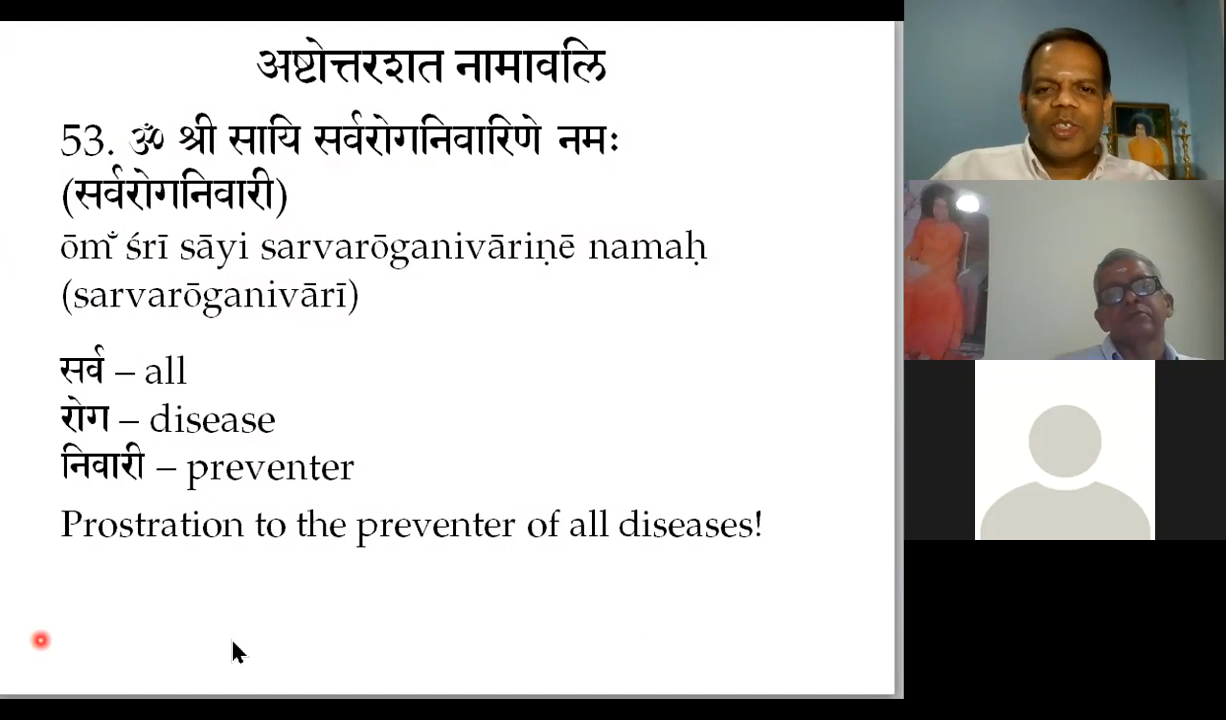 अष्टोत्तरशत नामावलि
53. ॐ श्री सायि सर्वरोगनिवारिणे नमः
(सर्वरोगनिवारी)
ōm̐ śrī sāyi sarvarōganivāriṇē namaḥ
(sarvarōganivārī)
सर्व – all
रोग – disease
निवारी – preventer
Prostration to the preventer of all diseases!